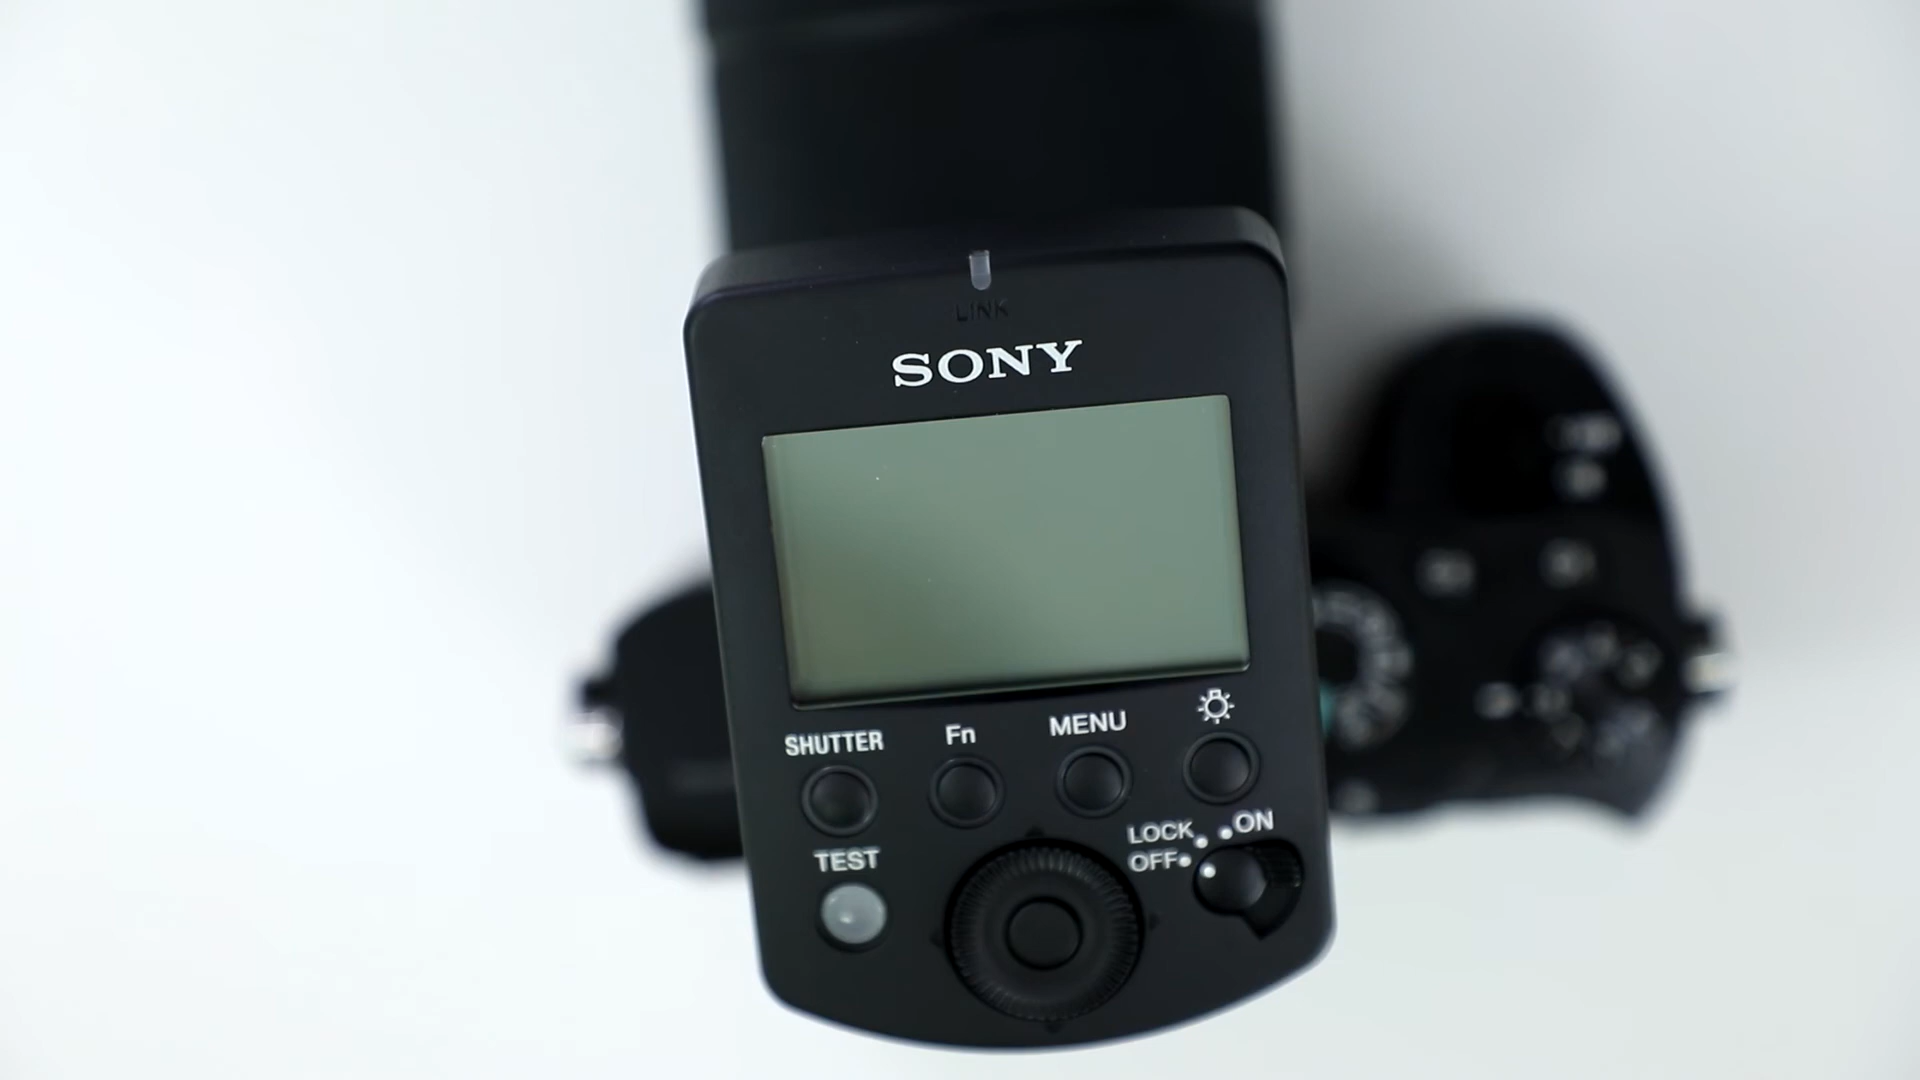 LINK
SONY
SHUTTER Fn MENU
LOCK ON
TEST OFF